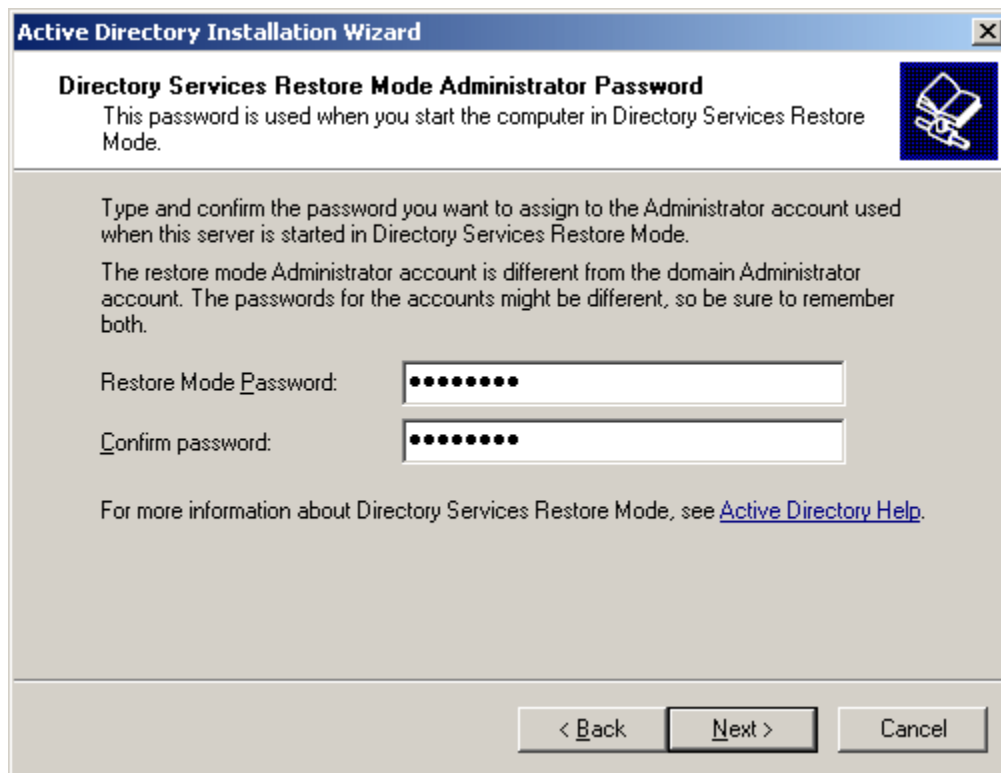 Active Directory Installation Wizard
Directory Services Restore Mode Administrator Password
This password is used when you start the computer in Directory Services Restore
Mode.
Type and confirm the password you want to assign to the Administrator account used
when this server is started in Directory Services Restore Mode.
The restore mode Administrator account is different from the domain Administrator
account. The passwords for the accounts might be different, so be sure to remember
both.
Restore Mode Password: ●●●●●●●●
Confirm password: ●●●●●●●●
For more information about Directory Services Restore Mode, see Active Directory Help.
< Back Next > Cancel